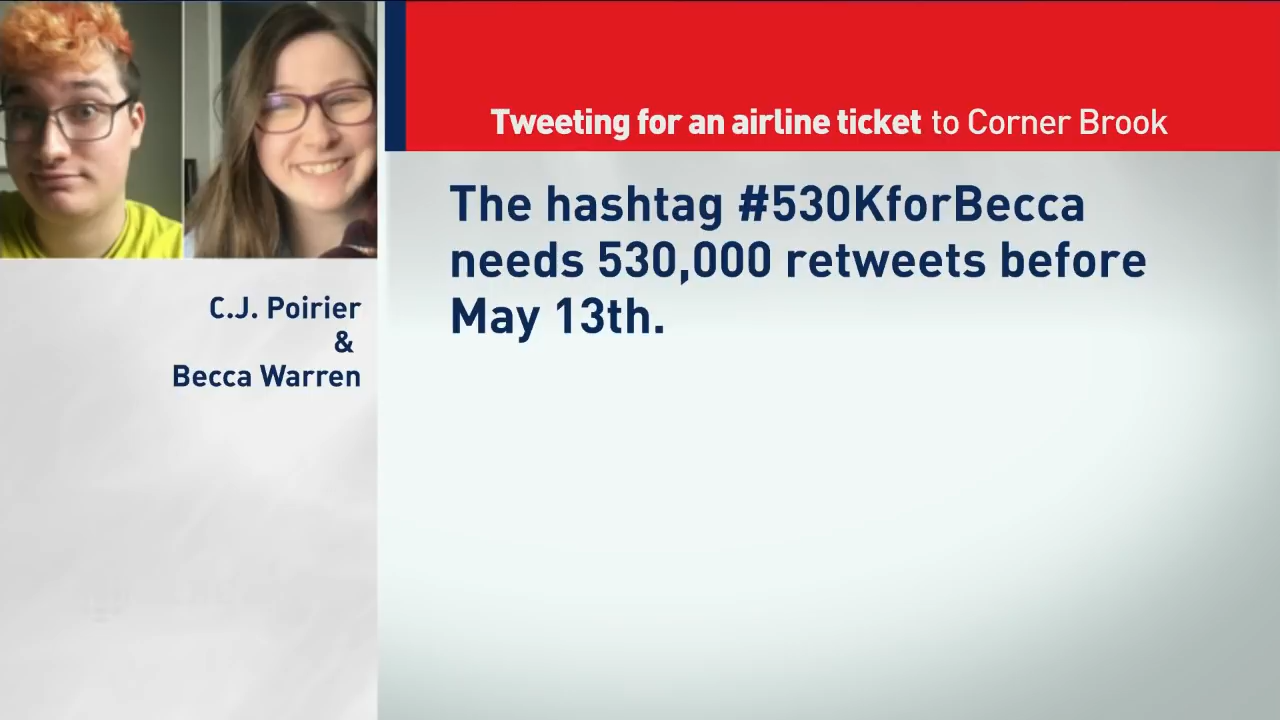 Tweeting for an airline ticket to Corner Brook
The hashtag #530KforBecca
needs 530,000 retweets before
May 13th.
C.J. Poirier
&
Becca Warren